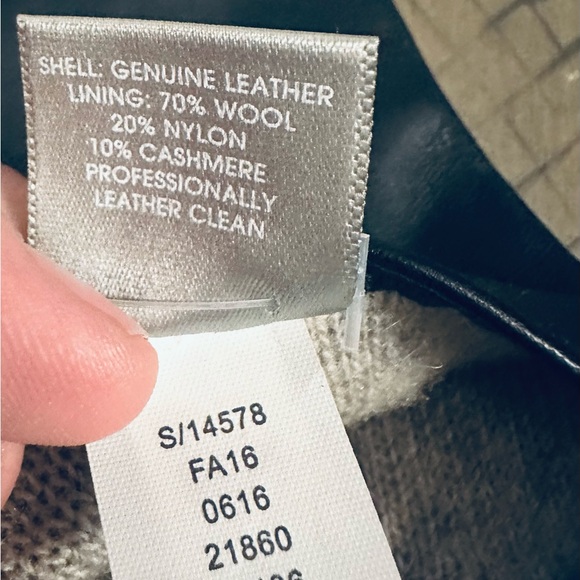 SHELL: GENUINE LEATHER
LINING: 70% WOOL
20% NYLON
10% CASHMERE
PROFESSIONALLY
LEATHER CLEAN
S/14578
FA16
0616
21860